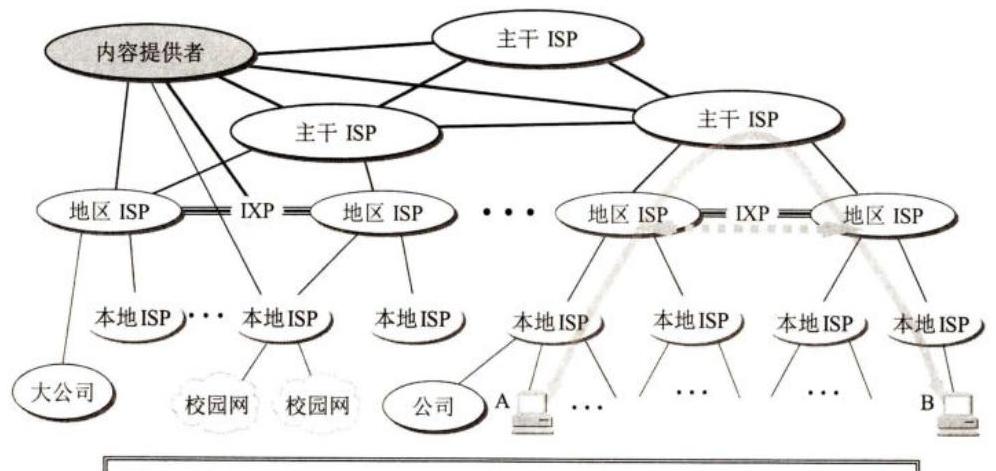 主干 ISP
内容提供者
主干 ISP
主干 ISP
地区 ISP
IXP
地区 ISP
• • •
地区 ISP
IXP
地区 ISP
本地ISP
• • •
本地ISP
本地ISP
本地ISP
本地ISP
本地ISP
本地ISP
大公司
校园网
校园网
公司
A
• • •
• • •
• • •
B